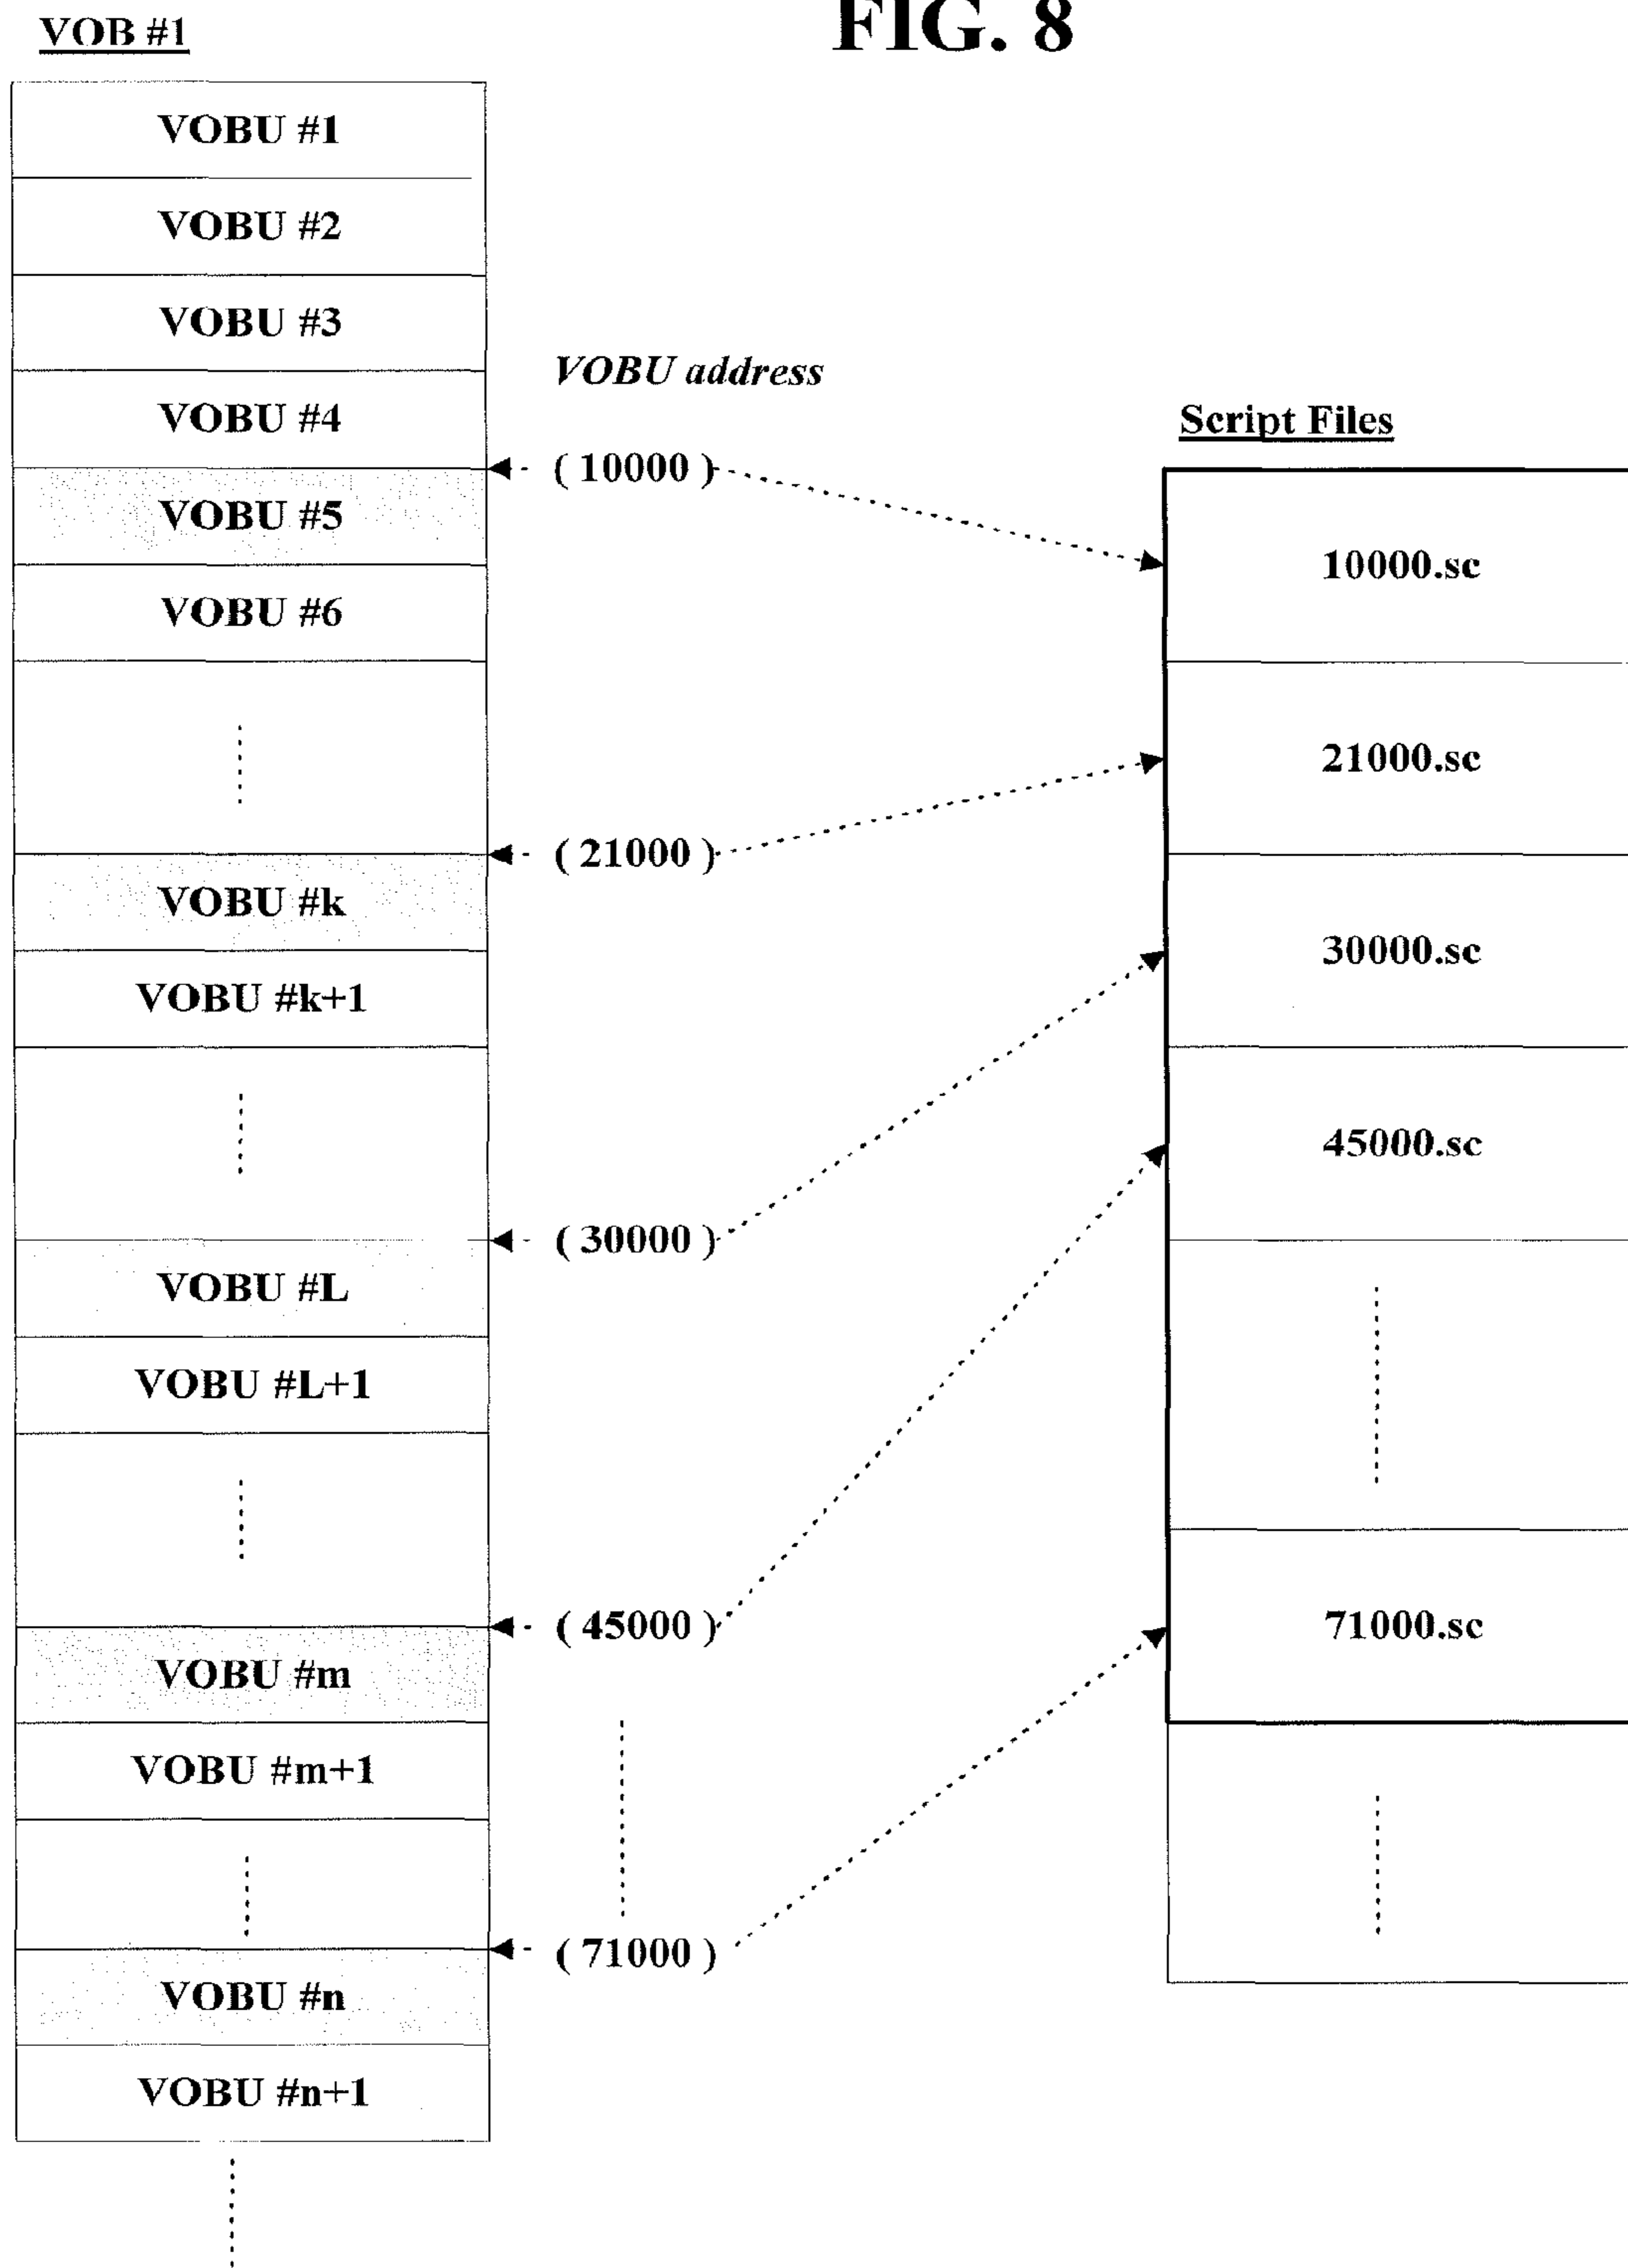 FIG. 8
VOB #1
VOBU #1
VOBU #2
VOBU #3
VOBU #4
VOBU #5
VOBU #6
VOBU #k
VOBU #k+1
VOBU #L
VOBU #L+1
VOBU #m
VOBU #m+1
VOBU #n
VOBU #n+1
VOBU address
( 10000 )
( 21000 )
( 30000 )
( 45000 )
( 71000 )
Script Files
10000.sc
21000.sc
30000.sc
45000.sc
71000.sc